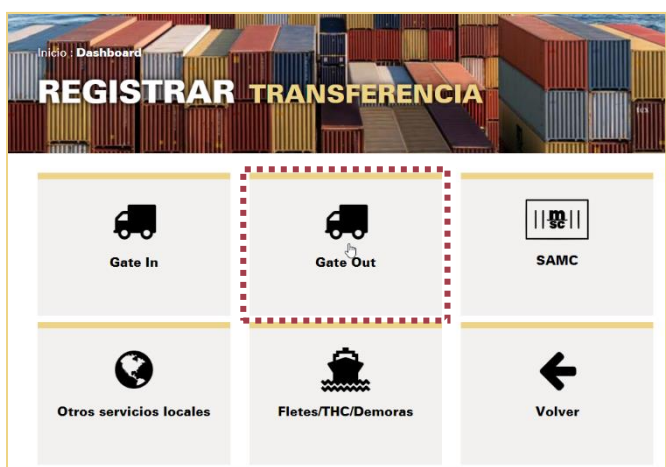 Inicio : Dashboard
REGISTRAR TRANSFERENCIA
Gate In
Gate Out
msc
SAMC
Otros servicios locales
Fletes/THC/Demoras
Volver